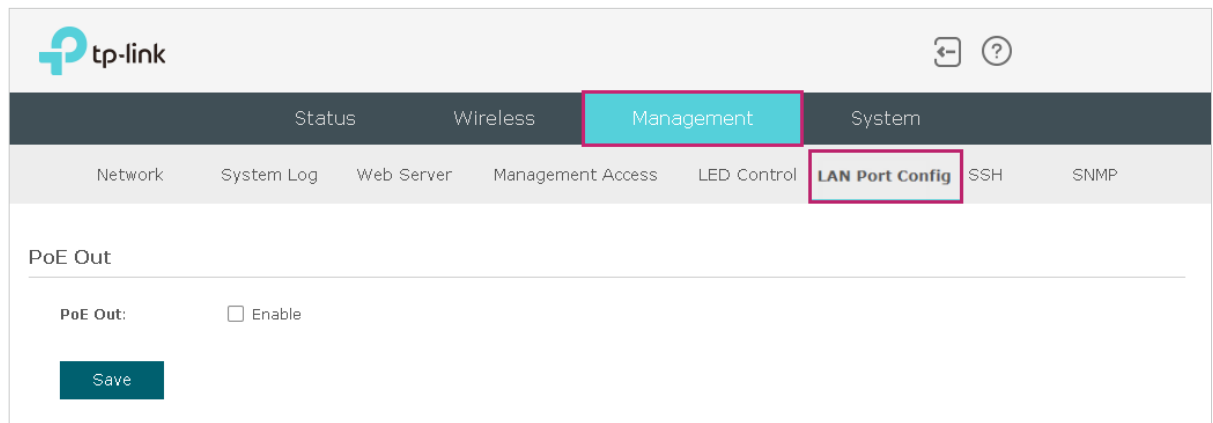 tp-link
?
Status Wireless Management System
Network System Log Web Server Management Access LED Control LAN Port Config SSH SNMP
PoE Out
PoE Out: Enable
Save